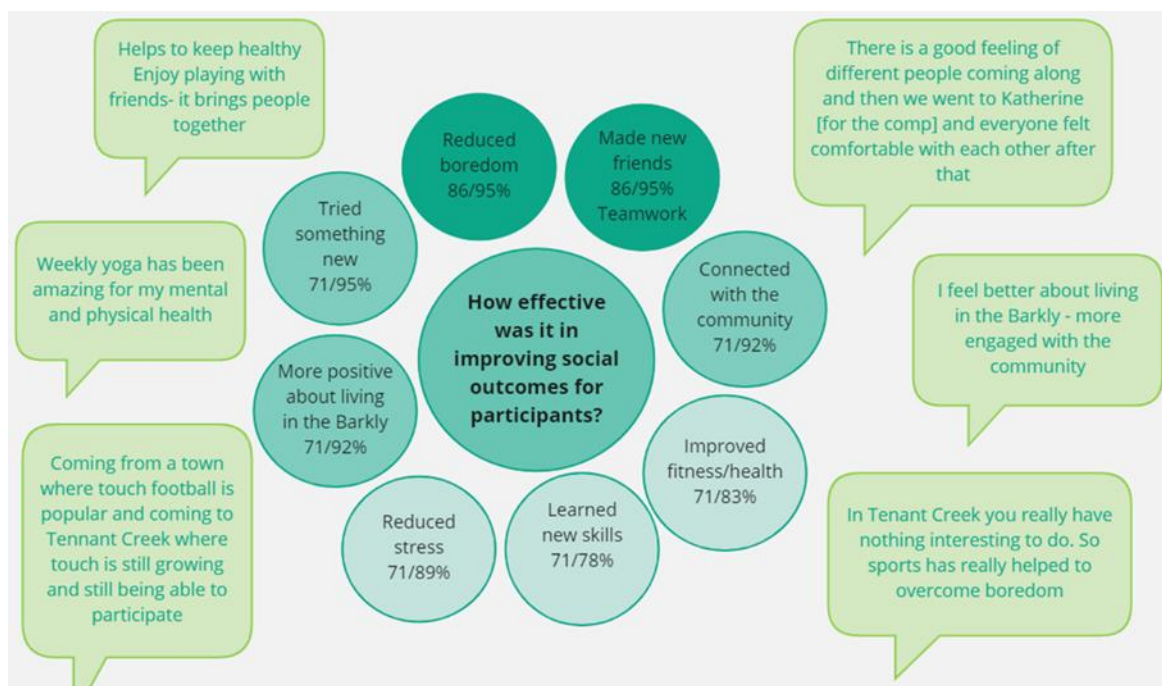 Helps to keep healthy
Enjoy playing with
friends- it brings people
together
There is a good feeling of
different people coming along
and then we went to Katherine
[for the comp] and everyone felt
comfortable with each other after
that
Reduced
boredom
86/95%
Made new
friends
86/95%
Teamwork
Tried
something
new
71/95%
Weekly yoga has been
amazing for my mental
and physical health
How effective
was it in
improving social
outcomes for
participants?
Connected
with the
community
71/92%
I feel better about living
in the Barkly - more
engaged with the
community
More positive
about living
in the Barkly
71/92%
Improved
fitness/health
71/83%
Coming from a town
where touch football is
popular and coming to
Tennant Creek where
touch is still growing
and still being able to
participate
Reduced
stress
71/89%
Learned
new skills
71/78%
In Tenant Creek you really have
nothing interesting to do. So
sports has really helped to
overcome boredom